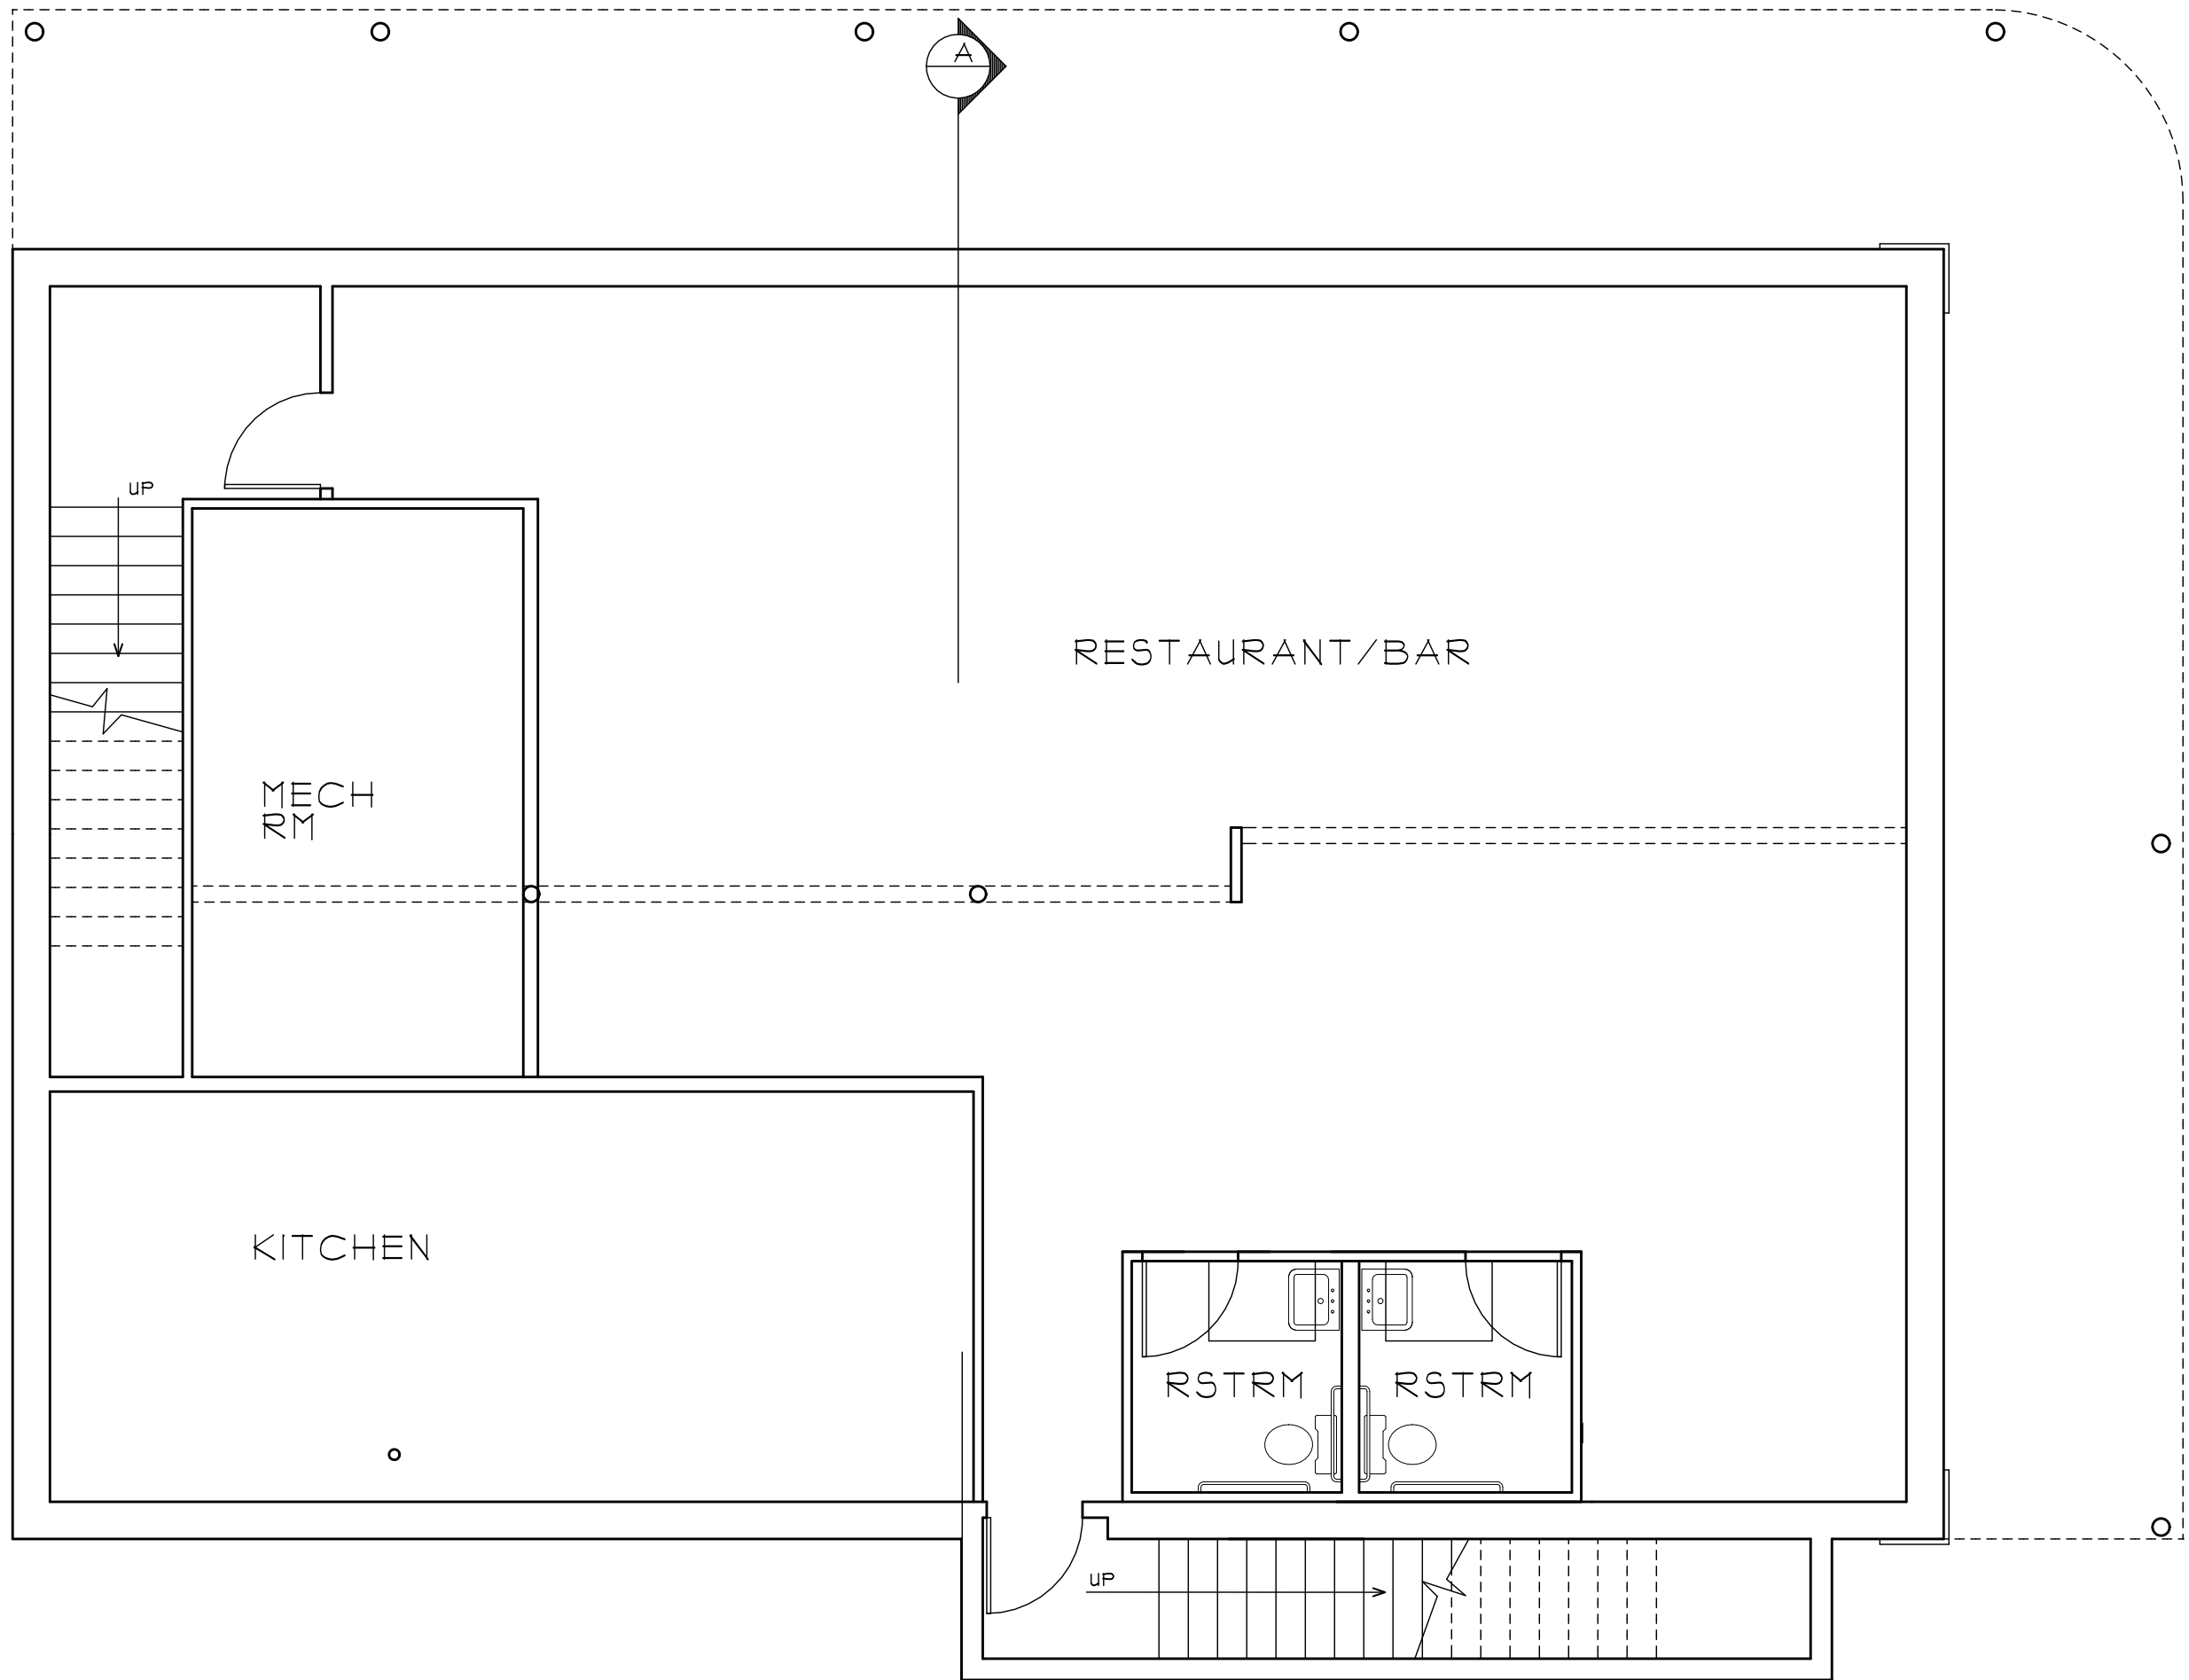 A
UP
RESTAURANT/BAR
MECH
RM
KITCHEN
RSTRM
RSTRM
UP